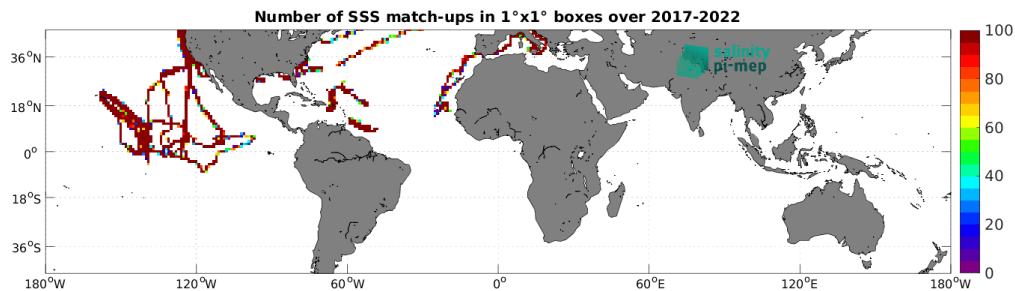 Number of SSS match-ups in 1°x1° boxes over 2017-2022
36°N
18°N
0°
18°S
36°S
180°W
120°W
60°W
0°
60°E
120°E
180°W
salinity
pi-mep
100
80
60
40
20
0